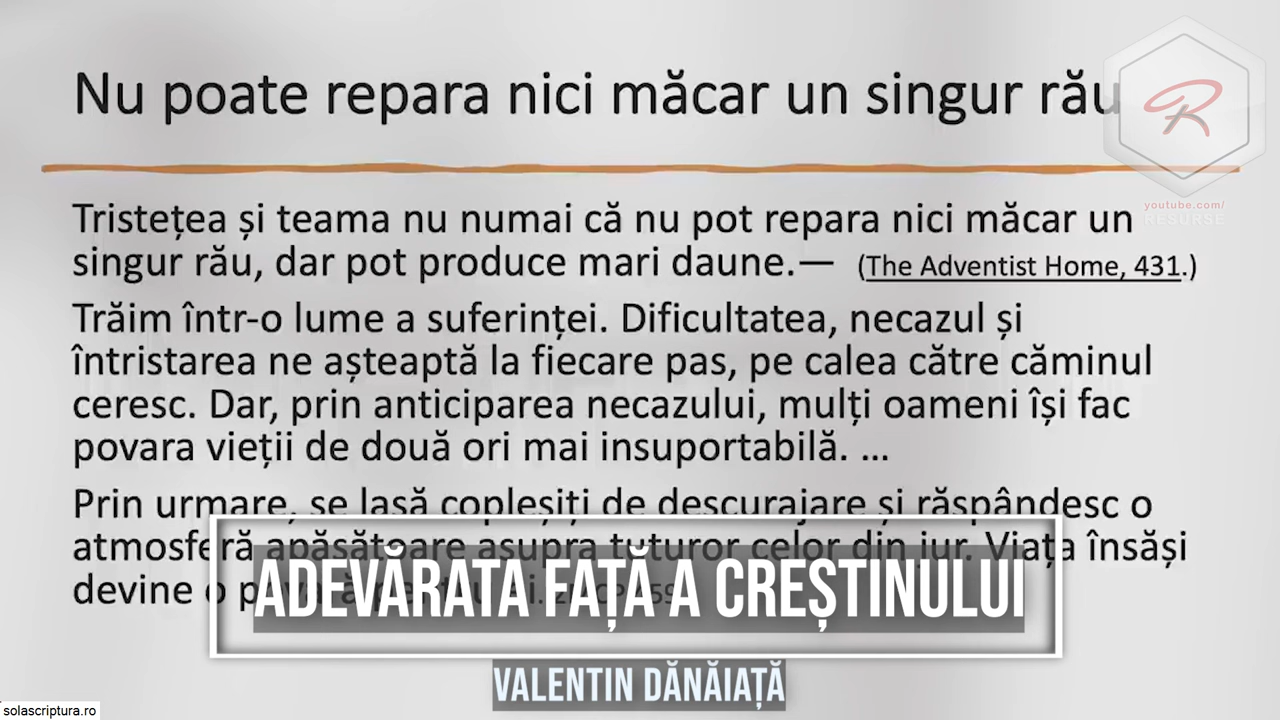 Nu poate repara nici măcar un singur rău
youtube.com/
RESURSE
Tristețea și teama nu numai că nu pot repara nici măcar un
singur rău, dar pot produce mari daune.— (The Adventist Home, 431.)
Trăim într-o lume a suferinței. Dificultatea, necazul și
întristarea ne așteaptă la fiecare pas, pe calea către căminul
ceresc. Dar, prin anticiparea necazului, mulți oameni își fac
povara vieții de două ori mai insuportabilă. ...
Prin urmare, se lasă copleșiți de descurajare și răspândesc o
atmosferă apăsătoare asupra tuturor celor din jur. Viața însăși
devine o
ADEVĂRATA FAȚĂ A CREȘTINULUI
VALENTIN DĂNĂIAȚĂ
solascriptura.ro